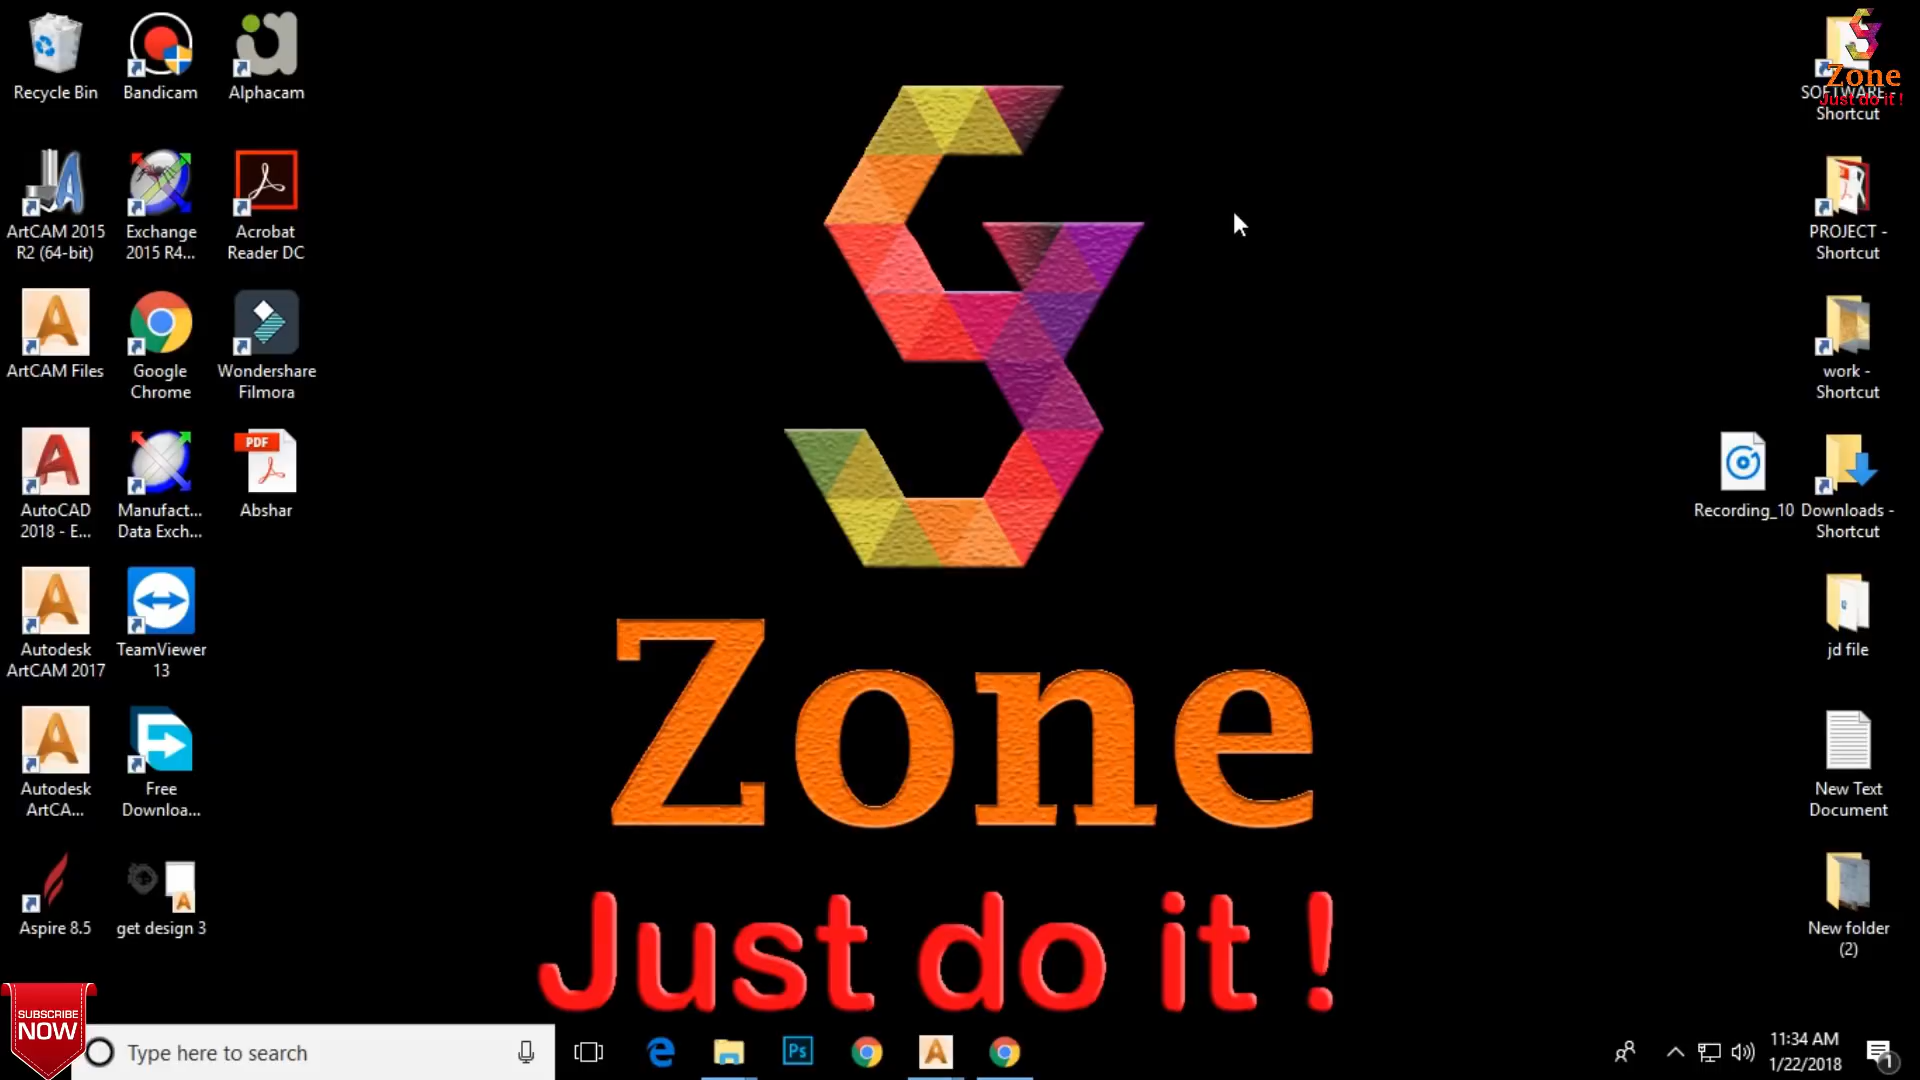 Recycle Bin
Bandicam
Alphacam
ArtCAM 2015
R2 (64-bit)
Exchange
2015 R4...
Acrobat
Reader DC
ArtCAM Files
Google
Chrome
Wondershare
Filmora
PDF
AutoCAD
2018 - E...
Manufact...
Data Exch...
Abshar
Autodesk
ArtCAM 2017
TeamViewer
13
Autodesk
ArtCA...
Free
Downloa...
Aspire 8.5
get design 3
Zone
Just do it !
Zone
Just do it !
SOFTWARE -
Shortcut
PROJECT -
Shortcut
work -
Shortcut
Recording_10
Downloads -
Shortcut
jd file
New Text
Document
New folder
(2)
SUBSCRIBE
NOW
Type here to search
Ps
11:34 AM
1/22/2018
1